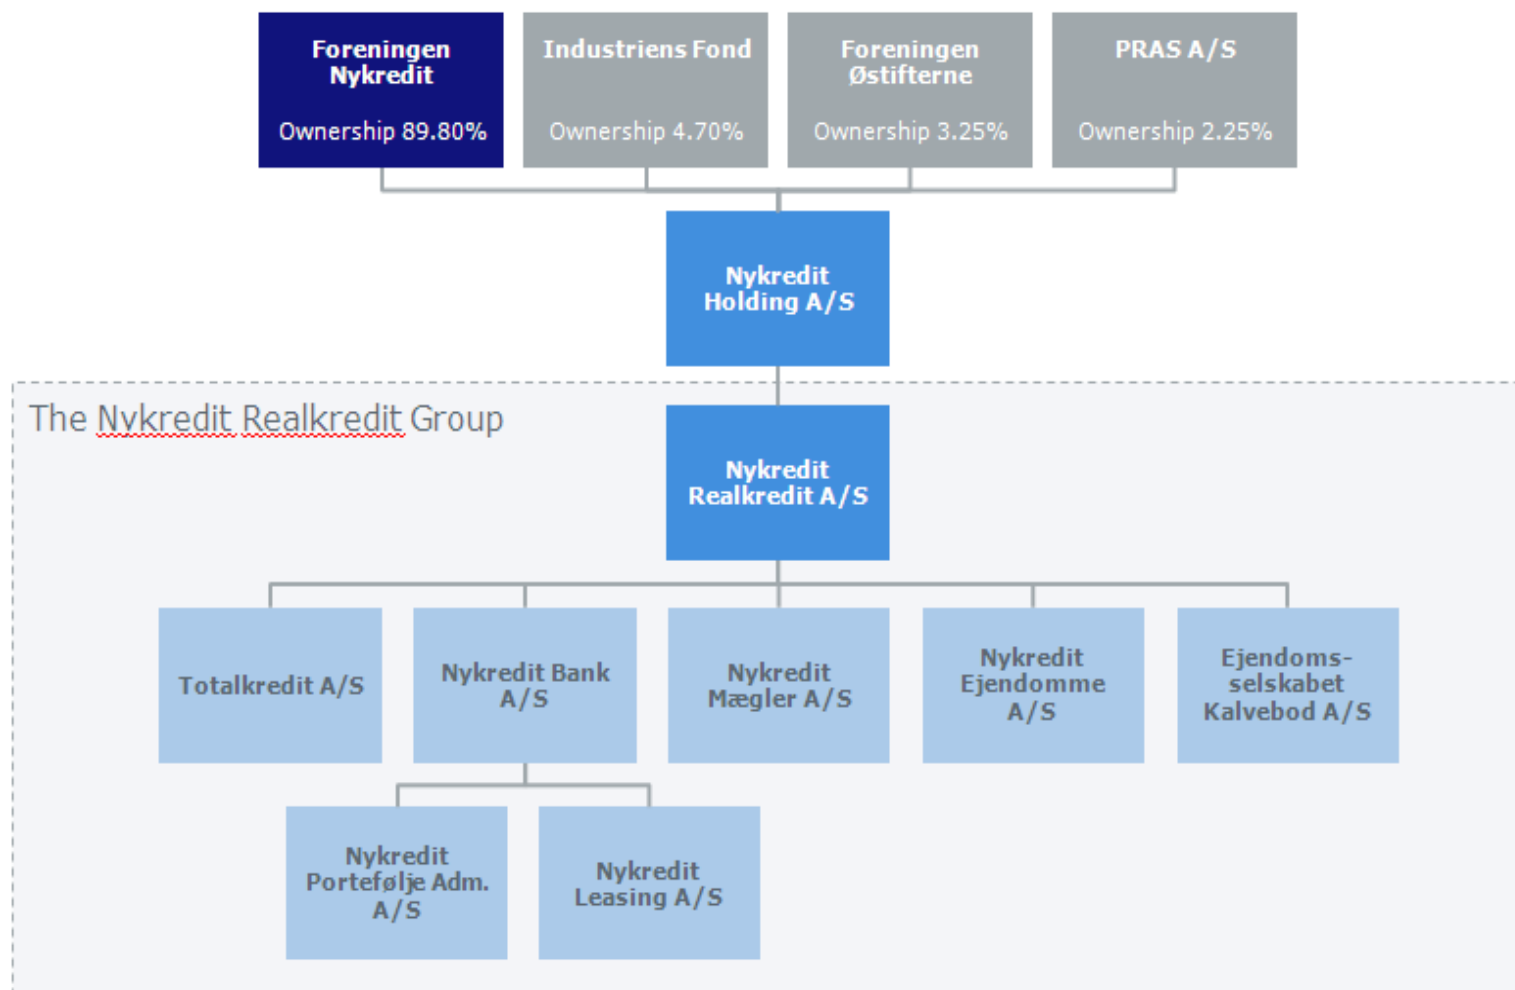 Foreningen
Nykredit
Ownership 89.80%
Industriens Fond
Ownership 4.70%
Foreningen
Østifterne
Ownership 3.25%
PRAS A/S
Ownership 2.25%
Nykredit
Holding A/S
The Nykredit Realkredit Group
Nykredit
Realkredit A/S
Totalkredit A/S
Nykredit Bank
A/S
Nykredit
Mægler A/S
Nykredit
Ejendomme
A/S
Ejendoms-
selskabet
Kalvebod A/S
Nykredit
Portefølje Adm.
A/S
Nykredit
Leasing A/S